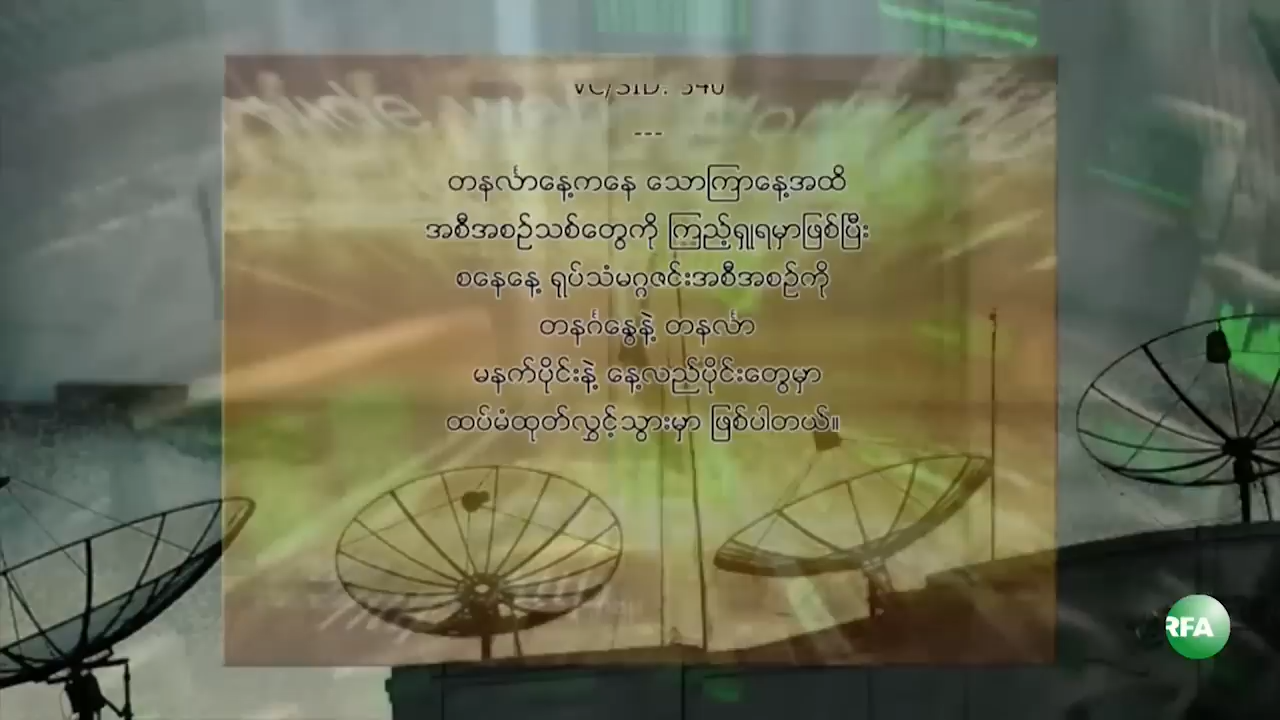 VC/SID: 540
---
တနင်္လာနေ့ကနေ သောကြာနေ့အထိ
အစီအစဉ်သစ်တွေကို ကြည့်ရှုရမှာဖြစ်ပြီး
စနေနေ့ ရုပ်သံမဂ္ဂဇင်းအစီအစဉ်ကို
တနင်္ဂနွေနဲ့ တနင်္လာ
မနက်ပိုင်းနဲ့ နေ့လည်ပိုင်းတွေမှာ
ထပ်မံထုတ်လွှင့်သွားမှာ ဖြစ်ပါတယ်။
RFA